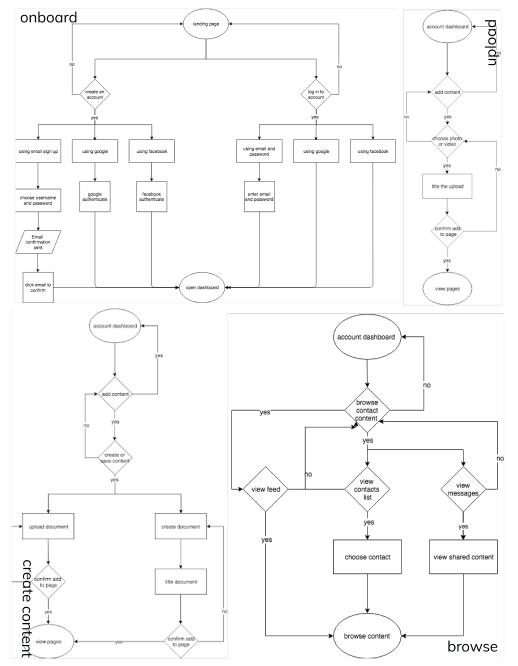 onboard
landing page
no
no
create an
account
log in to
account
yes
yes
using email sign up
using google
using facebook
using email and
password
using google
using facebook
choose username
and password
google
authenticate
facebook
authenticate
enter email
and password
Email
confirmation
sent
click email to
confirm
open dashboard
upload
account dashboard
no
add content
yes
choose photo
or video
yes
no
title the upload
confirm add
to page
yes
view pages
account dashboard
yes
add content
no
yes
create or
save content
yes
upload document
create document
confirm add
to page
title document
yes
no
view pages
yes
confirm add
to page
create content
account dashboard
no
browse
contact
content
yes
yes
no
no
view feed
view
contacts
list
view
messages
yes
yes
yes
choose contact
view shared content
browse content
browse